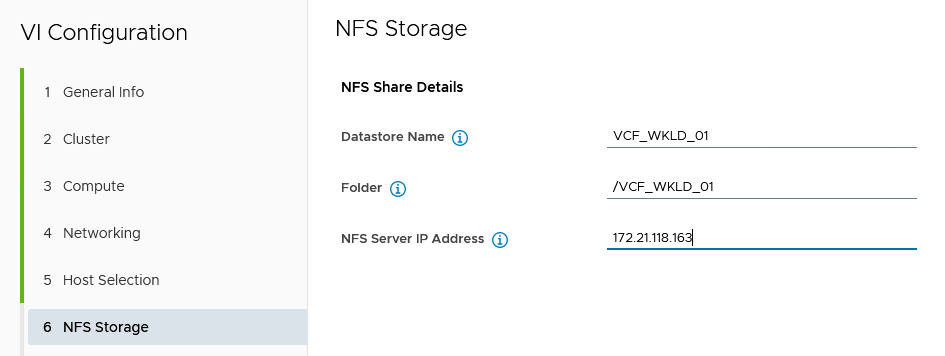 VI Configuration
1 General Info
2 Cluster
3 Compute
4 Networking
5 Host Selection
6 NFS Storage
NFS Storage
NFS Share Details
Datastore Name VCF_WKLD_01
Folder /VCF_WKLD_01
NFS Server IP Address 172.21.118.163